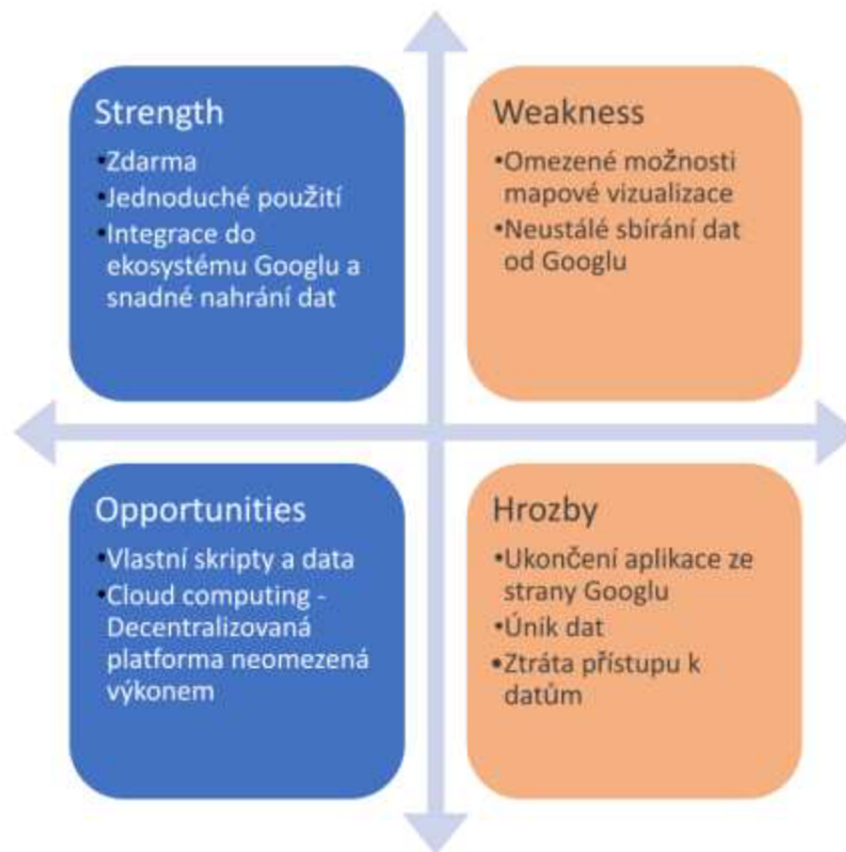 Strength
•Zdarma
•Jednoduché použití
•Integrace do
ekosystému Googlu a
snadné nahrání dat
Weakness
•Omezené možnosti
mapové vizualizace
•Neustálé sbírání dat
od Googlu
Opportunities
•Vlastní skripty a data
•Cloud computing -
Decentralizovaná
platforma neomezená
výkonem
Hrozby
•Ukončení aplikace ze
strany Googlu
•Únik dat
•Ztráta přístupu k
datům